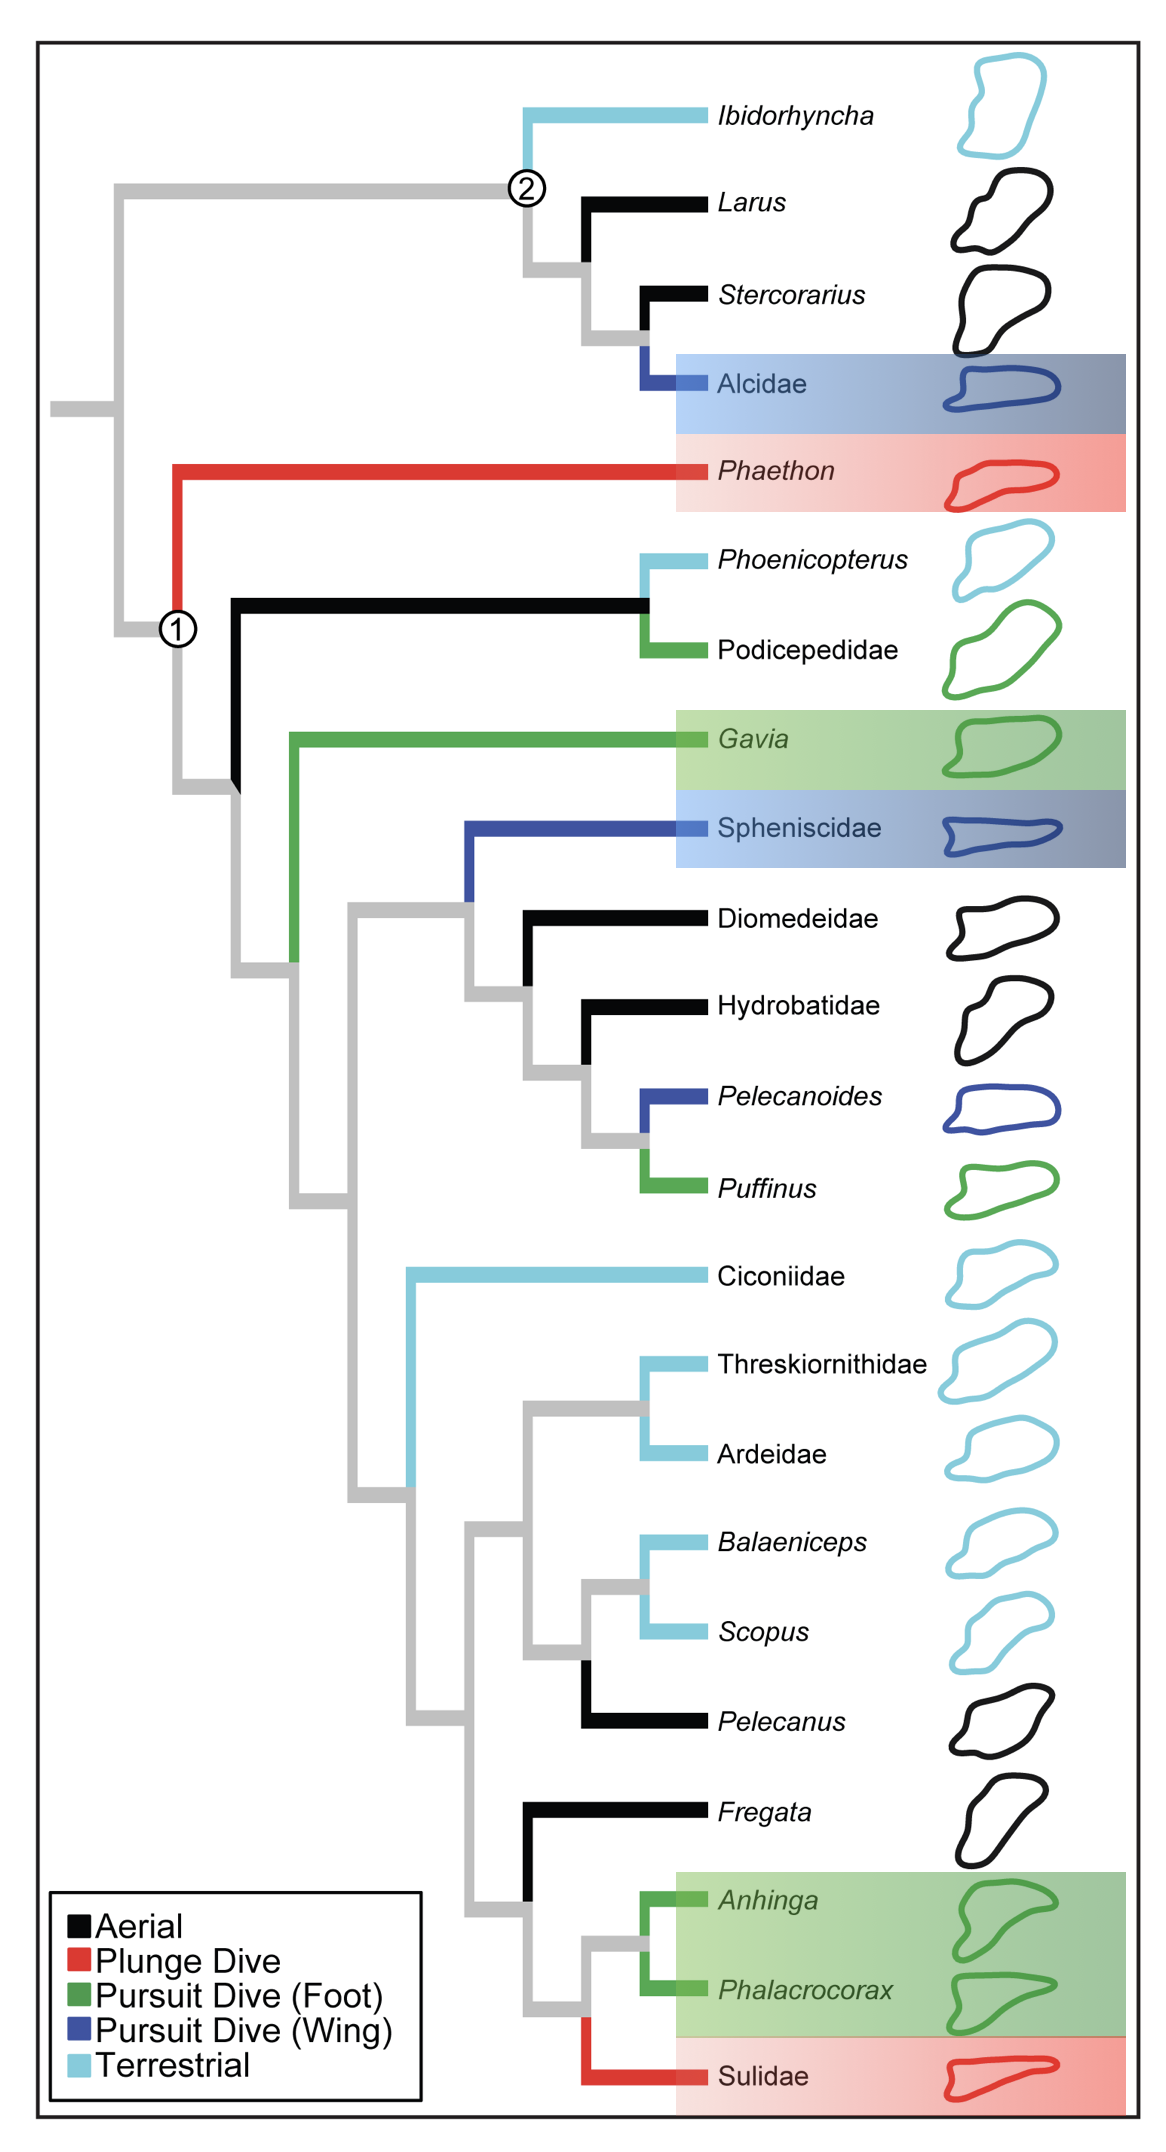 Ibidorhyncha
2
Larus
Stercorarius
Alcidae
Phaethon
Phoenicopterus
1
Podicepedidae
Gavia
Spheniscidae
Diomedeidae
Hydrobatidae
Pelecanoides
Puffinus
Ciconiidae
Threskiornithidae
Ardeidae
Balaeniceps
Scopus
Pelecanus
Fregata
Anhinga
Phalacrocorax
Sulidae
Aerial
Plunge Dive
Pursuit Dive (Foot)
Pursuit Dive (Wing)
Terrestrial